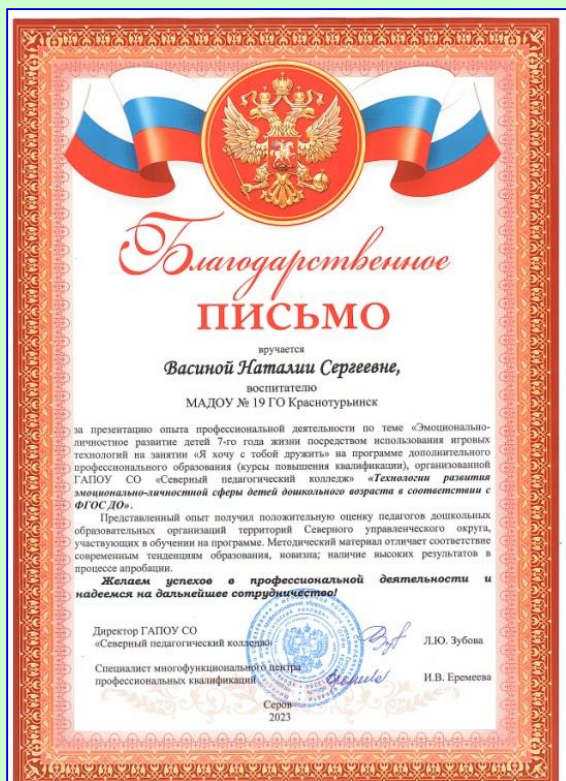 Благодарственное
ПИСЬМО
вручается
Васиной Наталии Сергеевне,
воспитателю
МАДОУ № 19 ГО Краснотурьинск
за презентацию опыта профессиональной деятельности по теме «Эмоционально-
личностное развитие детей 7-го года жизни посредством использования игровых
технологий на занятии «Я хочу с тобой дружить» на программе дополнительного
профессионального образования (курсы повышения квалификации), организованной
ГАПОУ СО «Северный педагогический колледж» «Технологии развития
эмоционально-личностной сферы детей дошкольного возраста в соответствии с
ФГОС ДО».
Представленный опыт получил положительную оценку педагогов дошкольных
образовательных организаций территорий Северного управленческого округа,
участвующих в обучении на программе. Методический материал отличает соответствие
современным тенденциям образования, новизна; наличие высоких результатов в
процессе апробации.
Желаем успехов в профессиональной деятельности и
надеемся на дальнейшее сотрудничество!
Директор ГАПОУ СО
«Северный педагогический колледж»
Л.Ю. Зубова
Специалист многофункционального центра
профессиональных квалификаций
И.В. Еремеева
Серов
2023